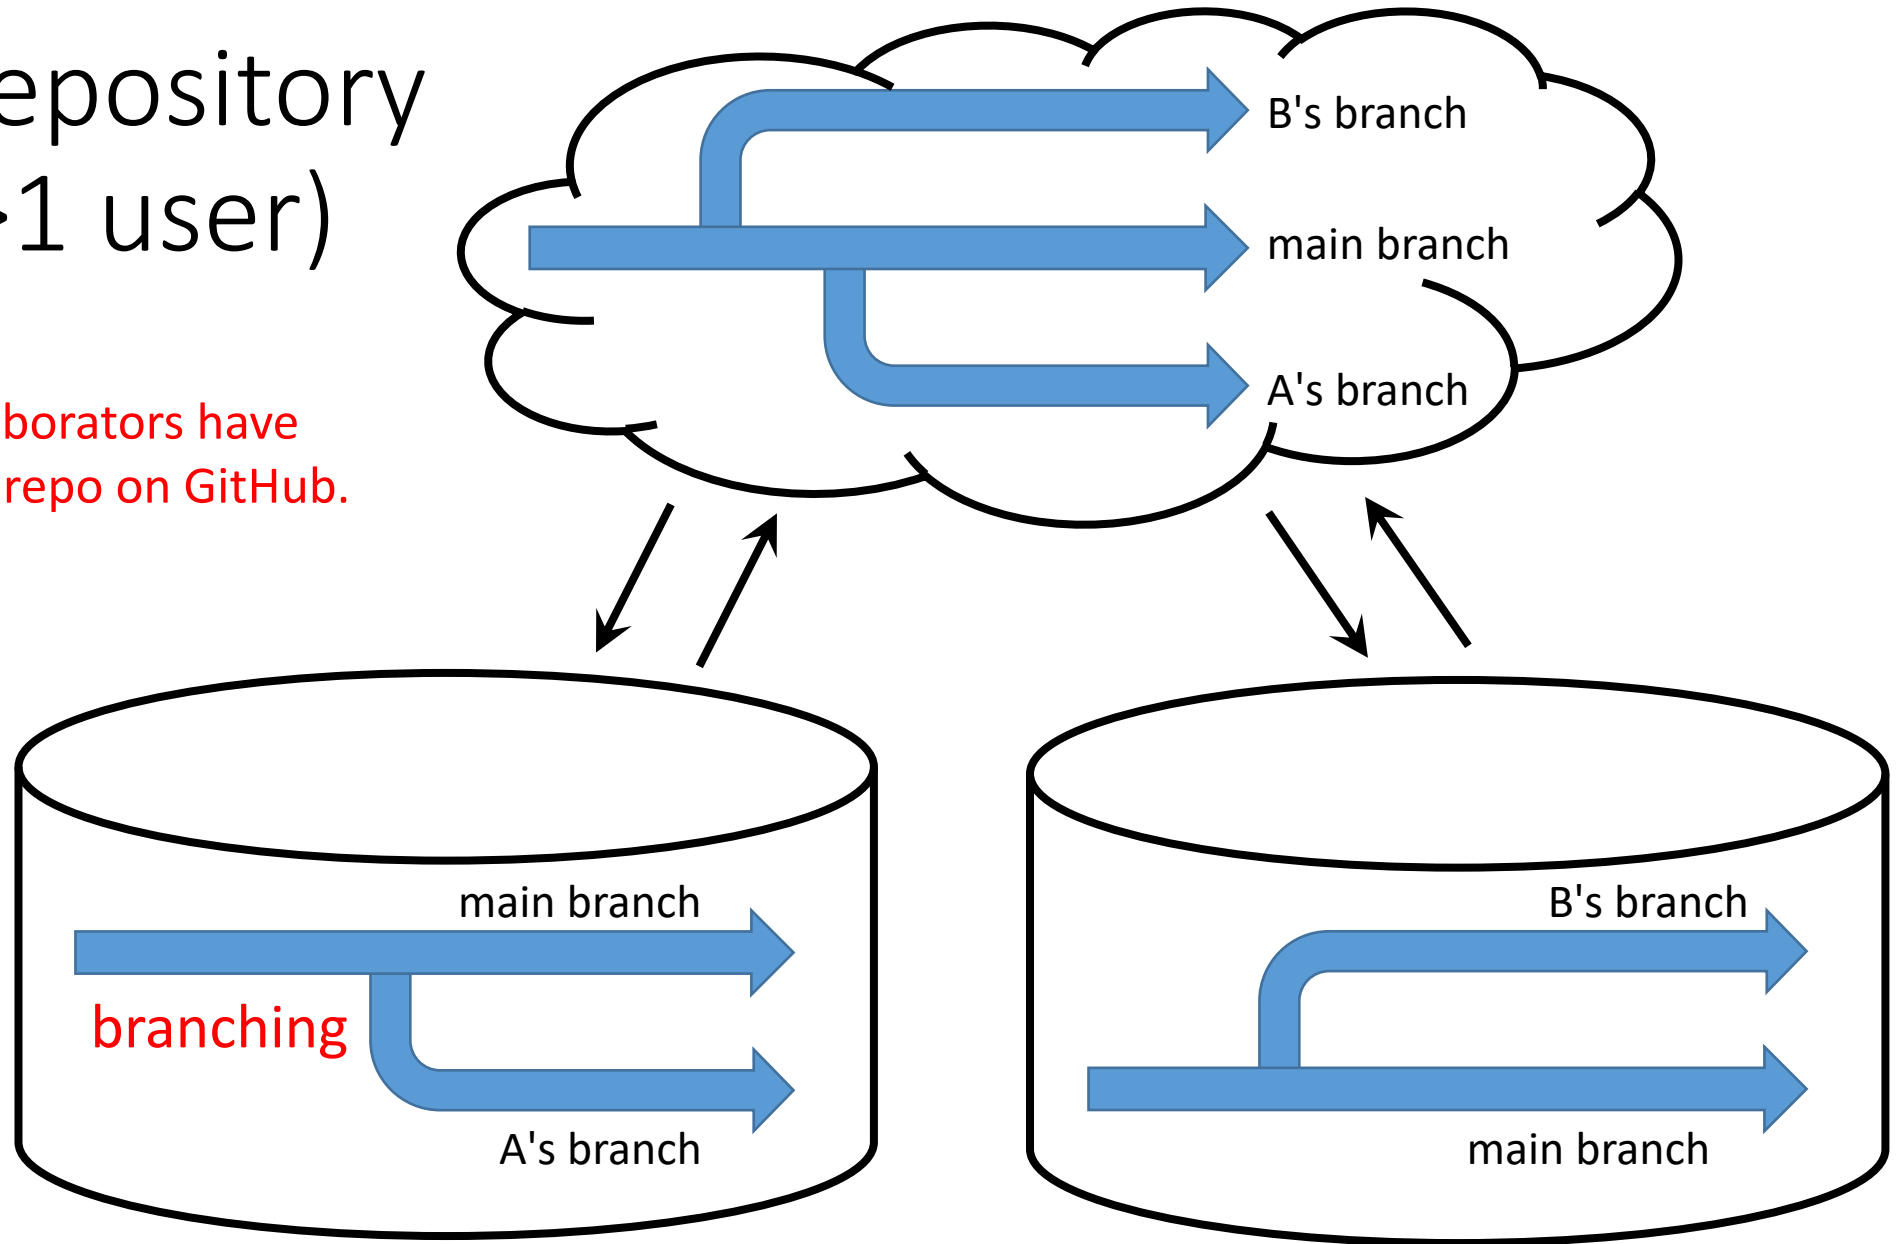 epository
>1 user)
borators have
repo on GitHub.
B's branch
main branch
A's branch
main branch
branching
A's branch
B's branch
main branch